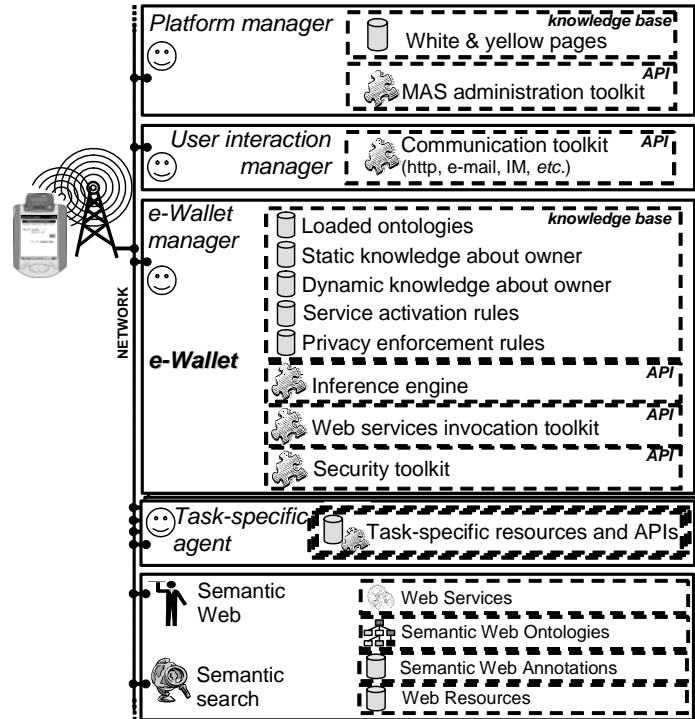 Platform manager
knowledge base
White & yellow pages
API
MAS administration toolkit
User interaction
manager
Communication toolkit
API
(http, e-mail, IM, etc.)
e-Wallet
manager
knowledge base
Loaded ontologies
Static knowledge about owner
Dynamic knowledge about owner
Service activation rules
Privacy enforcement rules
NETWORK
e-Wallet
API
Inference engine
API
Web services invocation toolkit
API
Security toolkit
Task-specific
agent
Task-specific resources and APIs
Semantic
Web
Web Services
Semantic Web Ontologies
Semantic
search
Semantic Web Annotations
Web Resources